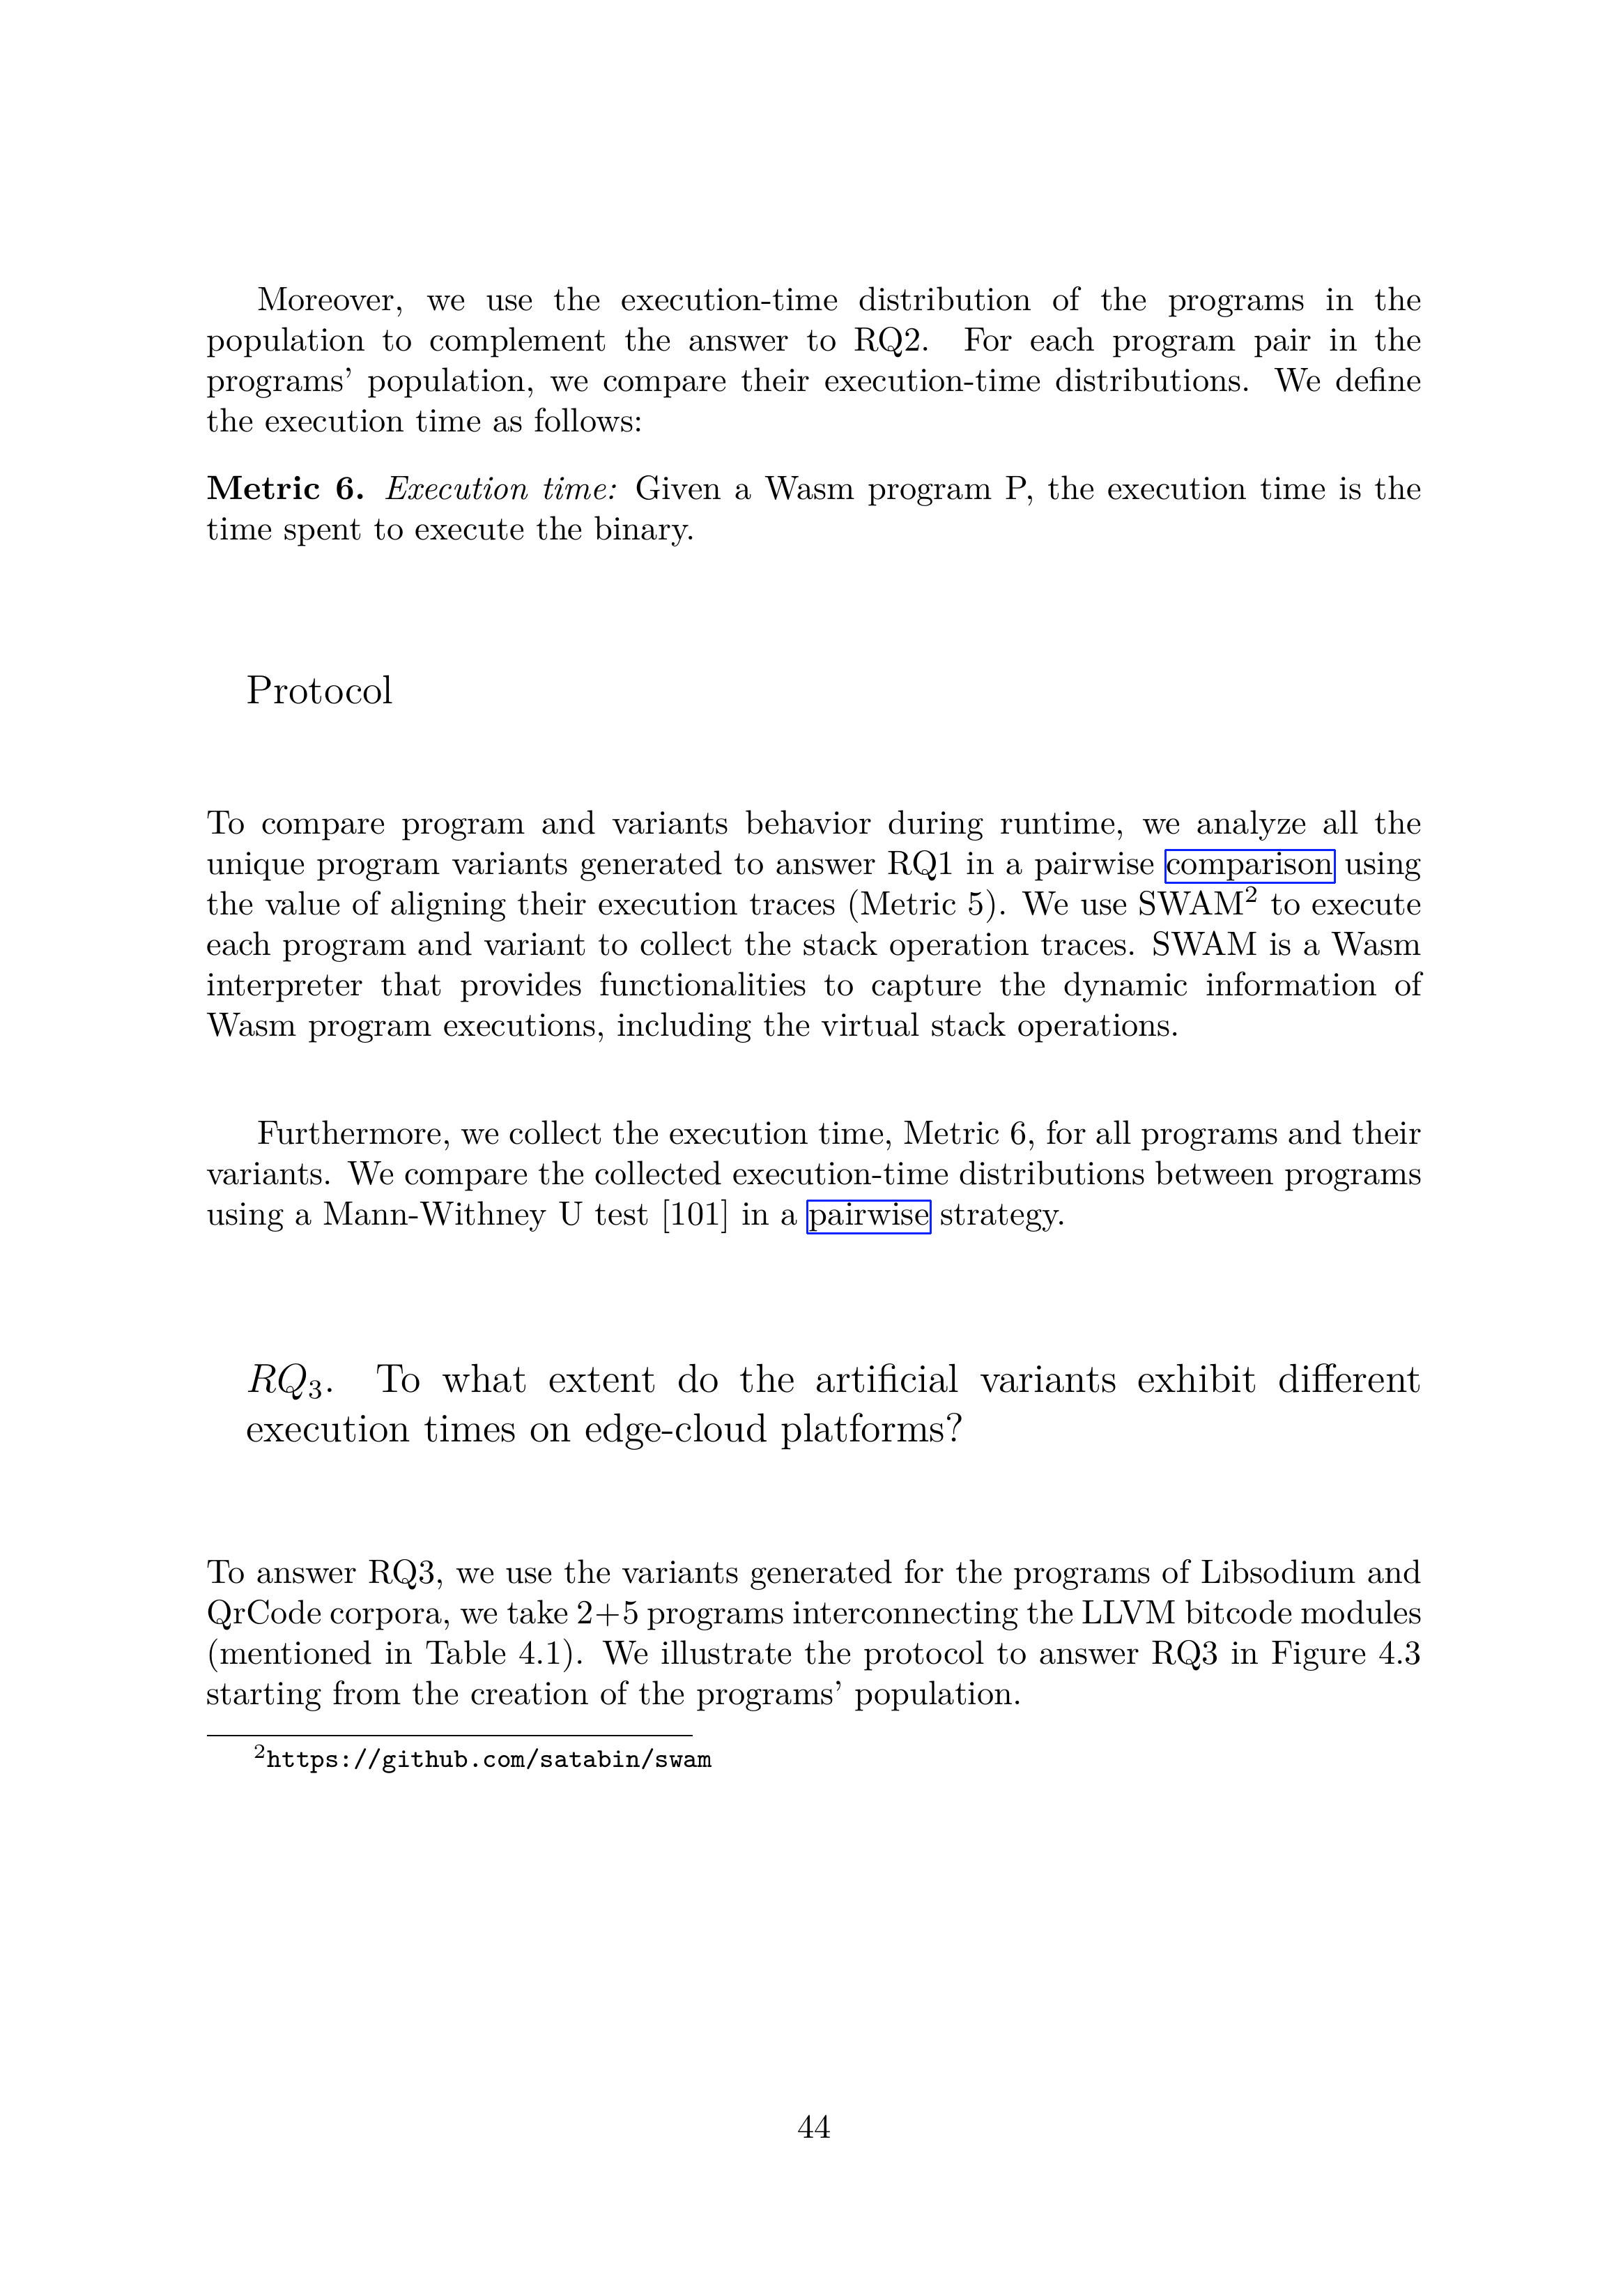 Moreover, we use the execution-time distribution of the programs in the
population to complement the answer to RQ2. For each program pair in the
programs' population, we compare their execution-time distributions. We define
the execution time as follows:
Metric 6. Execution time: Given a Wasm program P, the execution time is the
time spent to execute the binary.
Protocol
To compare program and variants behavior during runtime, we analyze all the
unique program variants generated to answer RQ1 in a pairwise comparison using
the value of aligning their execution traces (Metric 5). We use SWAM² to execute
each program and variant to collect the stack operation traces. SWAM is a Wasm
interpreter that provides functionalities to capture the dynamic information of
Wasm program executions, including the virtual stack operations.
Furthermore, we collect the execution time, Metric 6, for all programs and their
variants. We compare the collected execution-time distributions between programs
using a Mann-Withney U test [101] in a pairwise strategy.
RQ₃. To what extent do the artificial variants exhibit different
execution times on edge-cloud platforms?
To answer RQ3, we use the variants generated for the programs of Libsodium and
QrCode corpora, we take 2+5 programs interconnecting the LLVM bitcode modules
(mentioned in Table 4.1). We illustrate the protocol to answer RQ3 in Figure 4.3
starting from the creation of the programs' population.
²https://github.com/satabin/swam
44